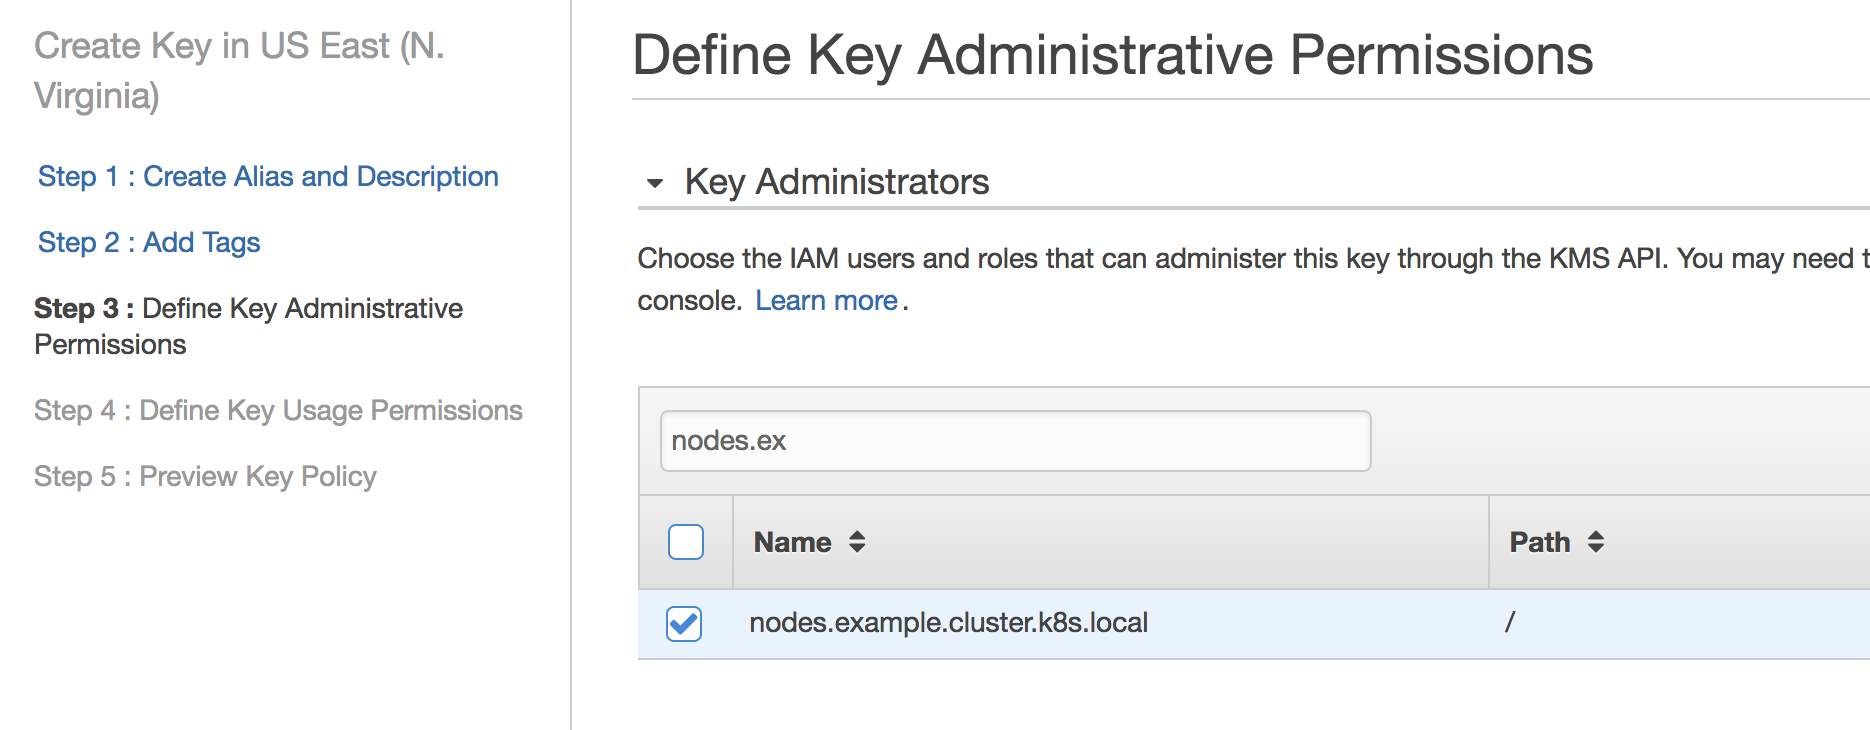 Create Key in US East (N.
Virginia)
Step 1 : Create Alias and Description
Step 2 : Add Tags
Step 3 : Define Key Administrative
Permissions
Step 4 : Define Key Usage Permissions
Step 5 : Preview Key Policy
Define Key Administrative Permissions
Key Administrators
Choose the IAM users and roles that can administer this key through the KMS API. You may need t
console. Learn more.
nodes.ex
Name Path
nodes.example.cluster.k8s.local /